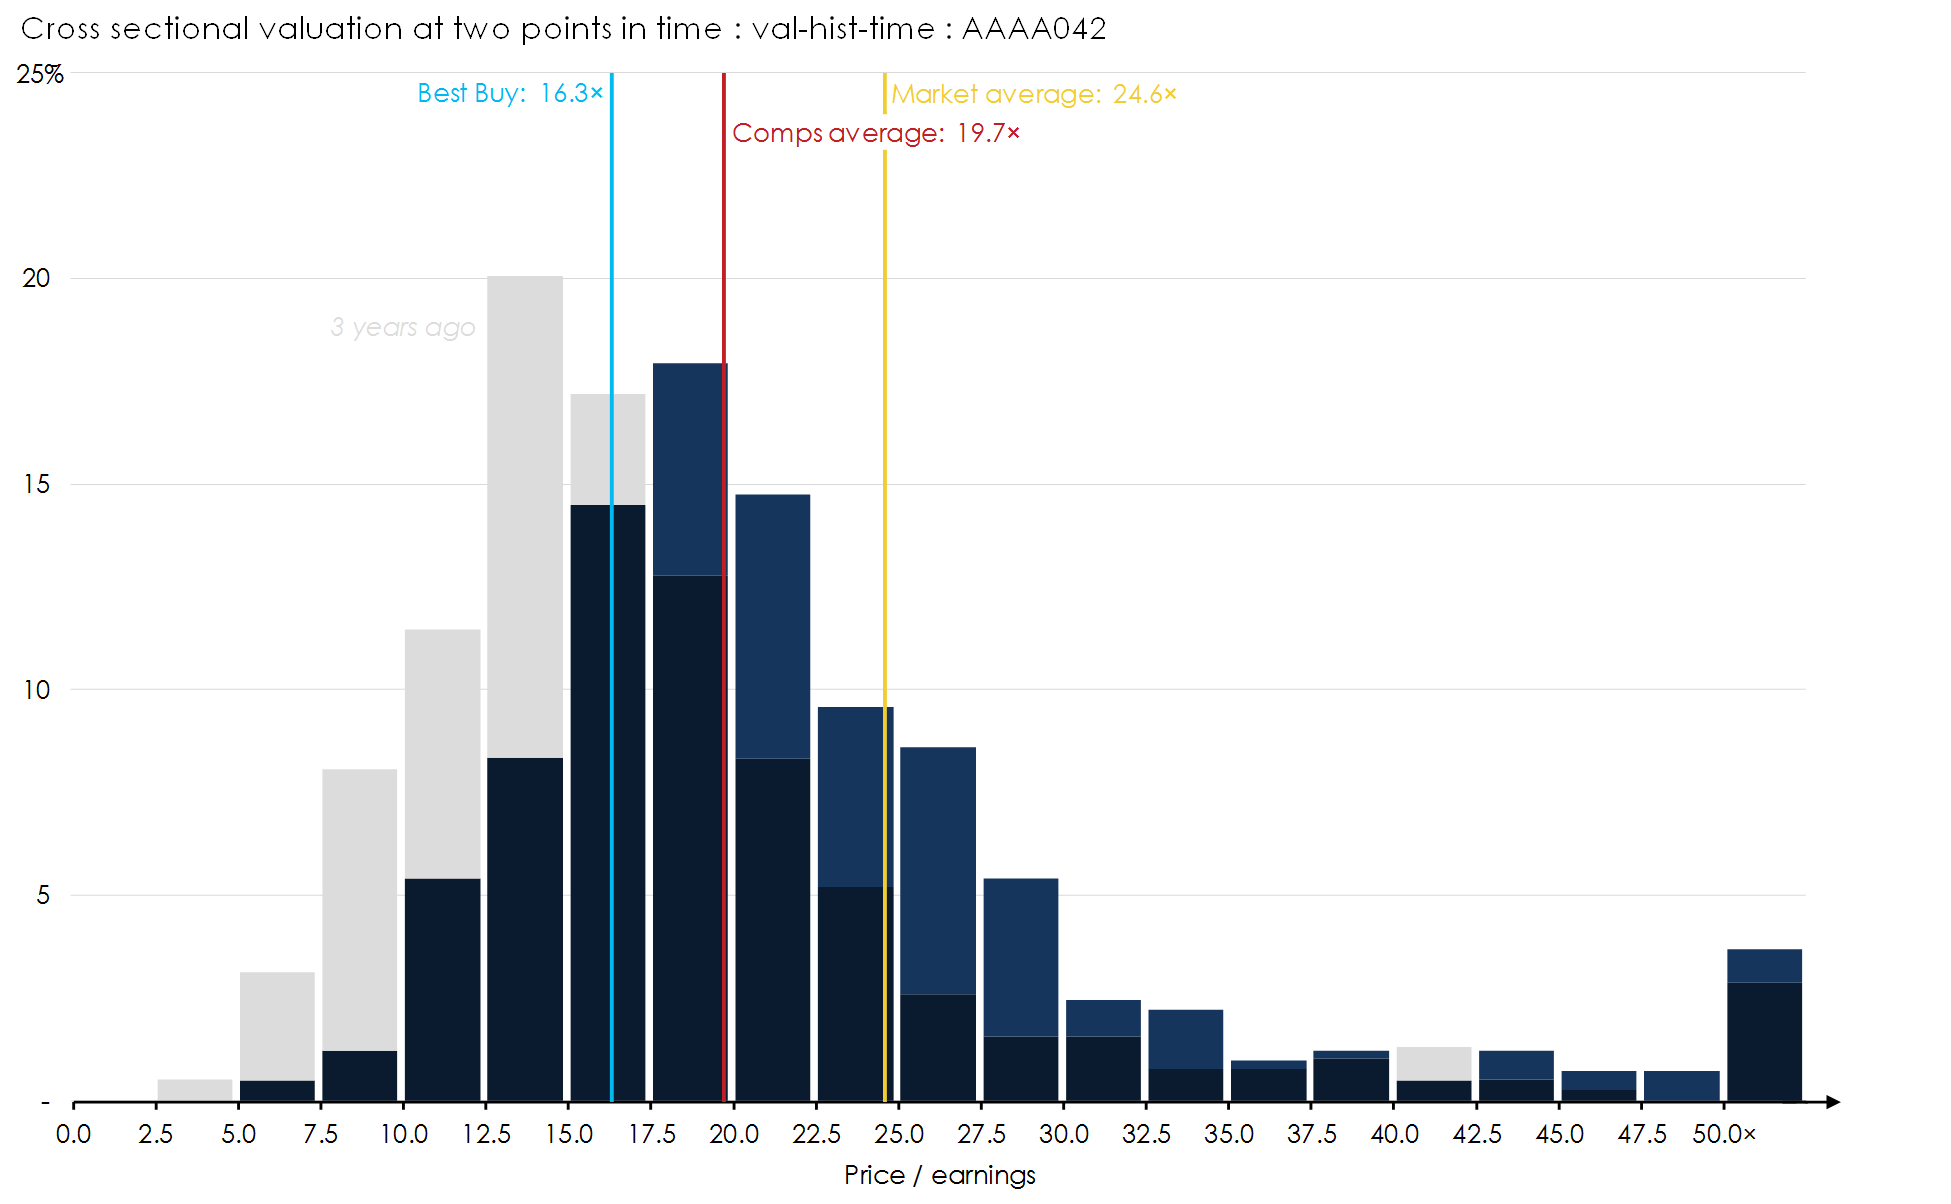 Cross sectional valuation at two points in time : val-hist-time : AAAA042
25%
Best Buy: 16.3×
Market average: 24.6×
Comps average: 19.7×
20
3 years ago
15
10
5
-
0.0 2.5 5.0 7.5 10.0 12.5 15.0 17.5 20.0 22.5 25.0 27.5 30.0 32.5 35.0 37.5 40.0 42.5 45.0 47.5 50.0×
Price / earnings